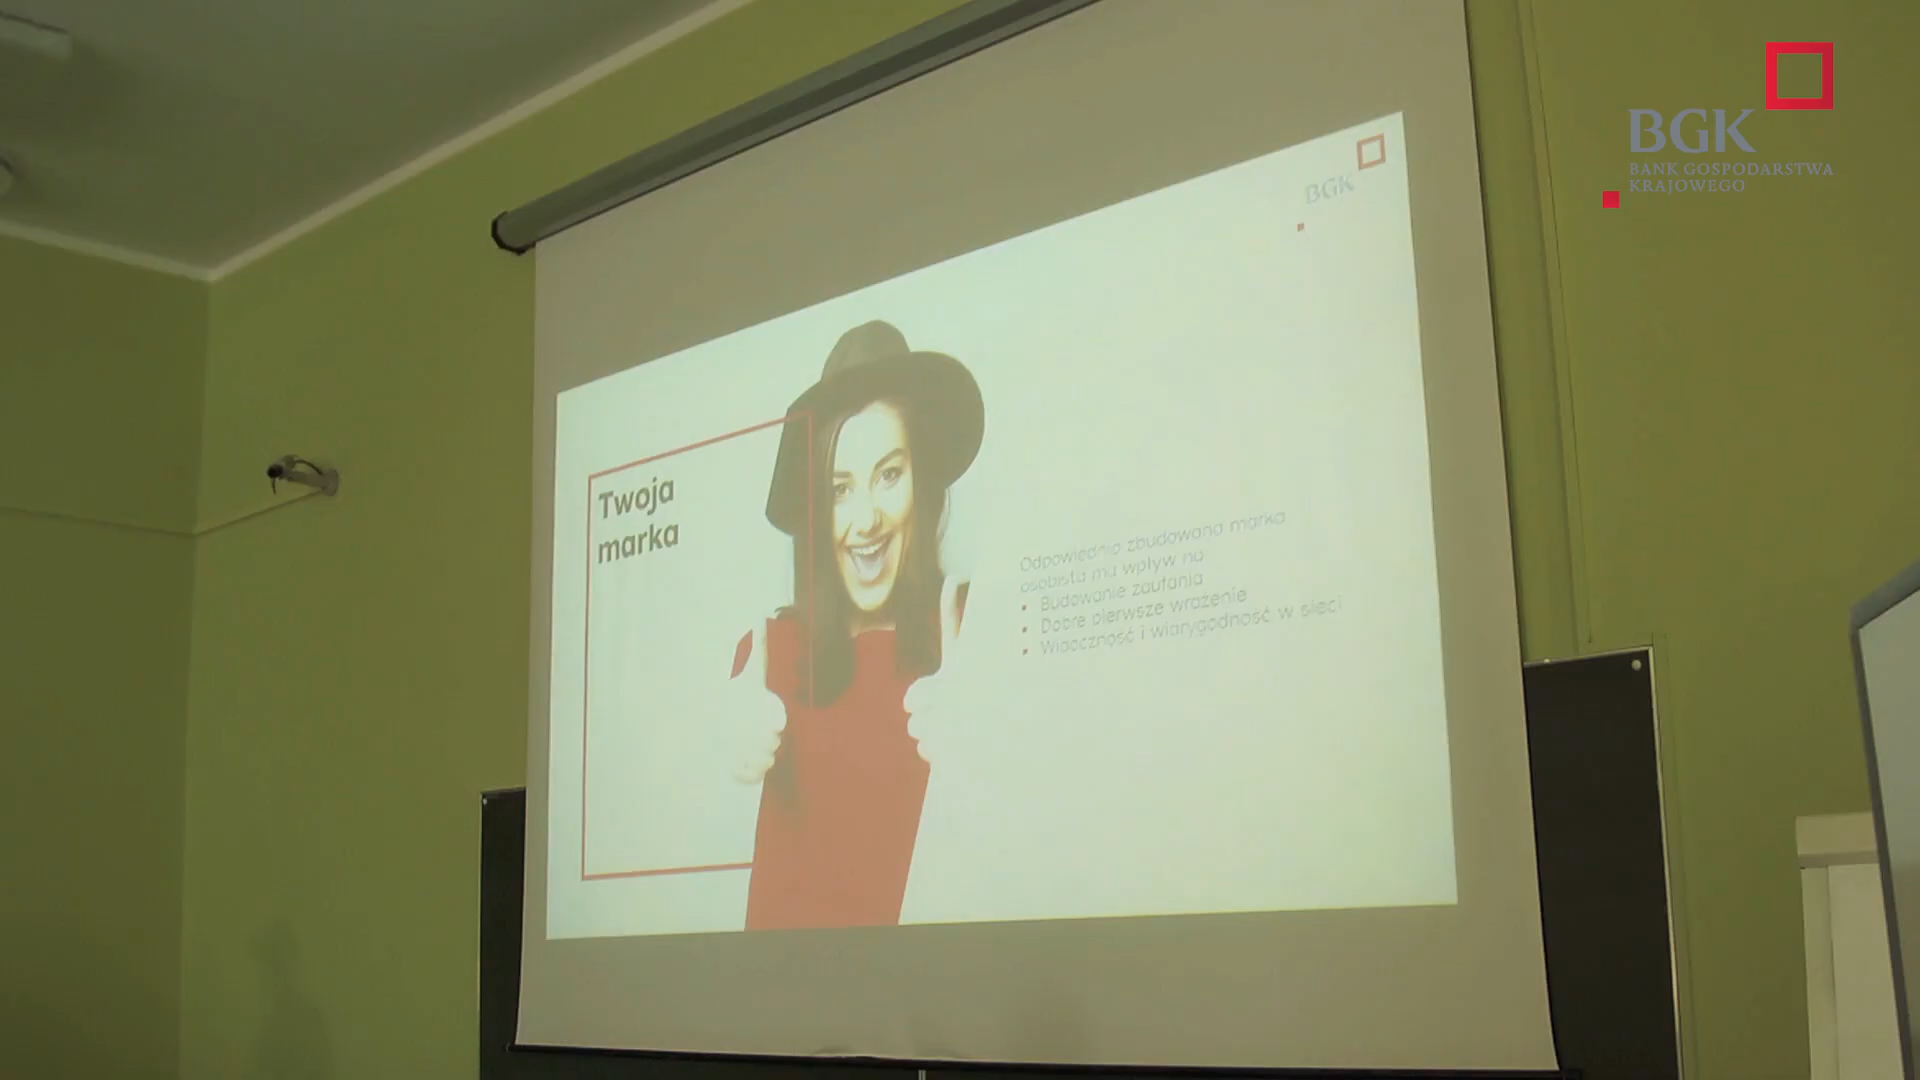 BGK
BANK GOSPODARSTWA
KRAJOWEGO
BGK
Twoja
marka
Odpowiednio zbudowana marka
osobista ma wpływ na
• Budowanie zaufania
• Dobre pierwsze wrażenie
• Widoczność i wiarygodność w sieci